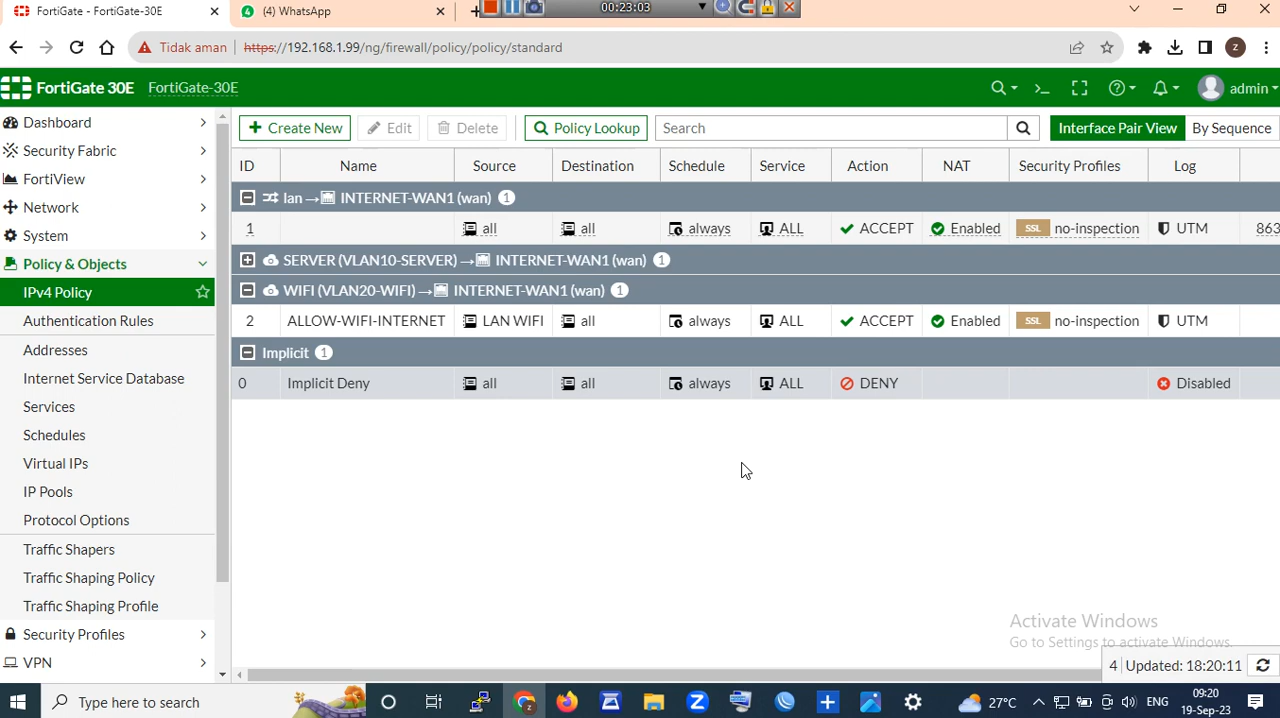 FortiGate - FortiGate-30E
(4) WhatsApp
00:23:03
Tidak aman
https://192.168.1.99/ng/firewall/policy/policy/standard
FortiGate 30E
FortiGate-30E
admin
Dashboard
Security Fabric
FortiView
Network
System
Policy & Objects
IPv4 Policy
Authentication Rules
Addresses
Internet Service Database
Services
Schedules
Virtual IPs
IP Pools
Protocol Options
Traffic Shapers
Traffic Shaping Policy
Traffic Shaping Profile
Security Profiles
VPN
Create New
Edit
Delete
Policy Lookup
Search
Interface Pair View
By Sequence
ID Name Source Destination Schedule Service Action NAT Security Profiles Log
lan → INTERNET-WAN1 (wan) 1
1 all all always ALL ACCEPT Enabled SSL no-inspection UTM 863
SERVER (VLAN10-SERVER) → INTERNET-WAN1 (wan) 1
WIFI (VLAN20-WIFI) → INTERNET-WAN1 (wan) 1
2 ALLOW-WIFI-INTERNET LAN WIFI all always ALL ACCEPT Enabled SSL no-inspection UTM
Implicit 1
0 Implicit Deny all all always ALL DENY Disabled
Activate Windows
Go to Settings to activate Windows.
4 Updated: 18:20:11
Type here to search
27°C
ENG
09:20
19-Sep-23